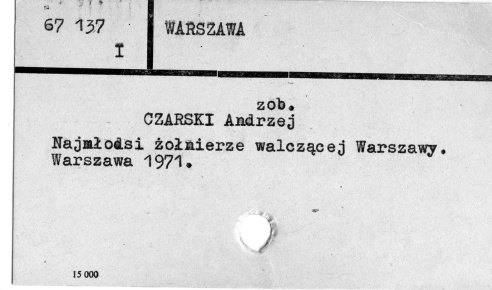 67 137
I
WARSZAWA
zob.
CZARSKI Andrzej
Najmłodsi żołnierze walczącej Warszawy.
Warszawa 1971.
15 000